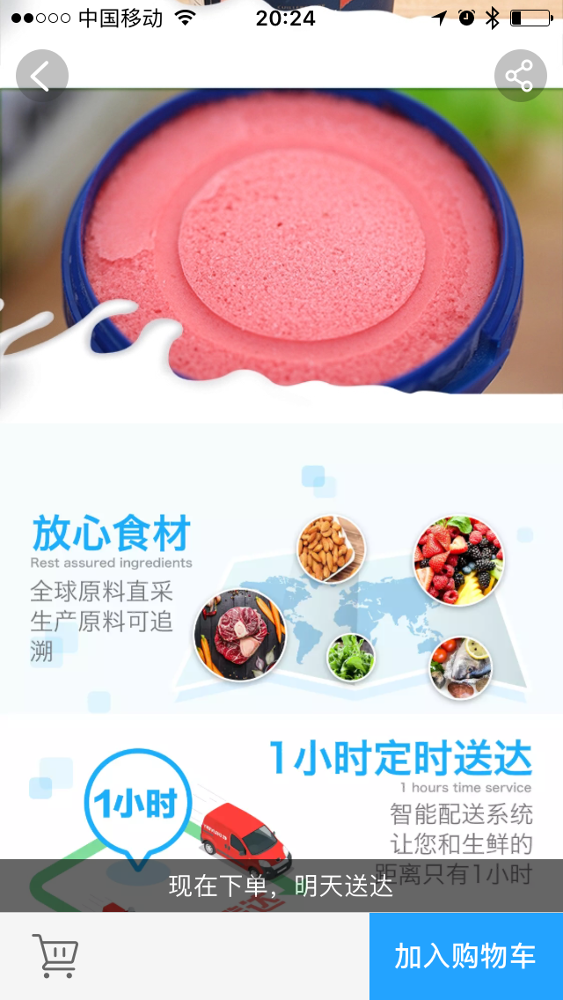 中国移动
20:24
放心食材
Rest assured ingredients
全球原料直采
生产原料可追
溯
1小时定时送达
1 hours time service
1小时
智能配送系统
让您和生鲜的
距离只有1小时
现在下单，明天送达
加入购物车